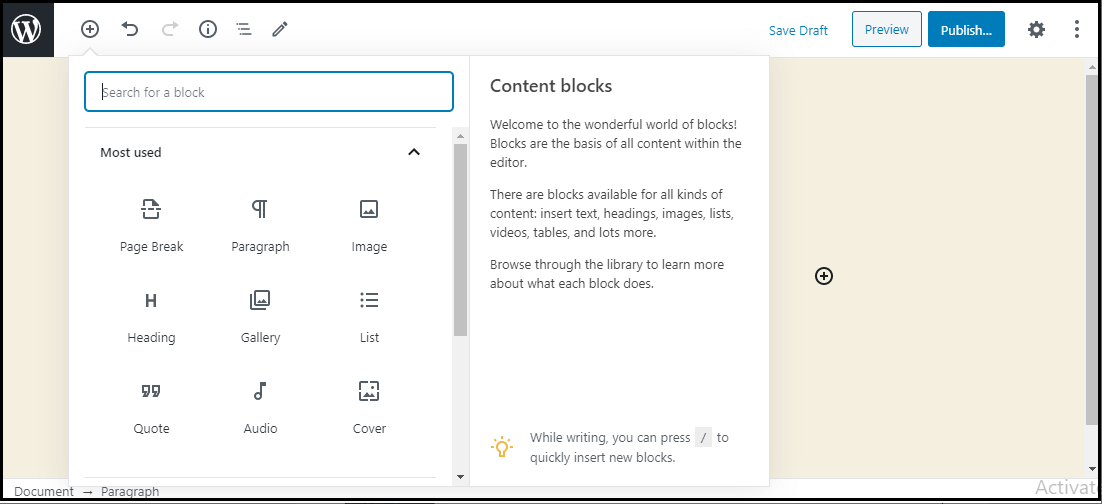 Save Draft
Preview
Publish...
Search for a block
Most used
Page Break
Paragraph
Image
Heading
Gallery
List
Quote
Audio
Cover
Content blocks
Welcome to the wonderful world of blocks!
Blocks are the basis of all content within the
editor.
There are blocks available for all kinds of
content: insert text, headings, images, lists,
videos, tables, and lots more.
Browse through the library to learn more
about what each block does.
While writing, you can press / to
quickly insert new blocks.
Document → Paragraph
Activat